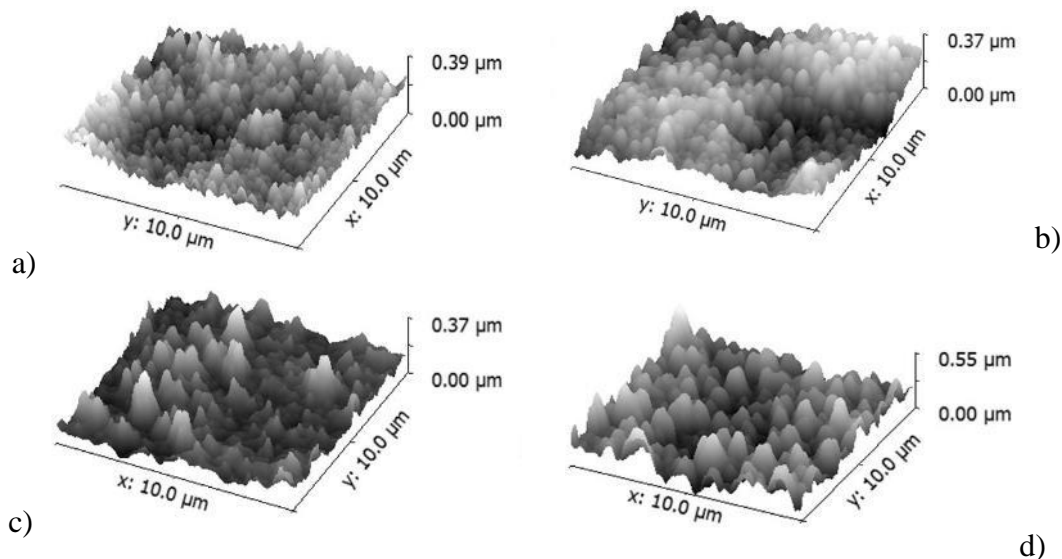 0.39 µm
0.00 µm
x: 10.0 µm
y: 10.0 µm
a)
0.37 µm
0.00 µm
x: 10.0 µm
y: 10.0 µm
b)
0.37 µm
0.00 µm
y: 10.0 µm
x: 10.0 µm
c)
0.55 µm
0.00 µm
y: 10.0 µm
x: 10.0 µm
d)